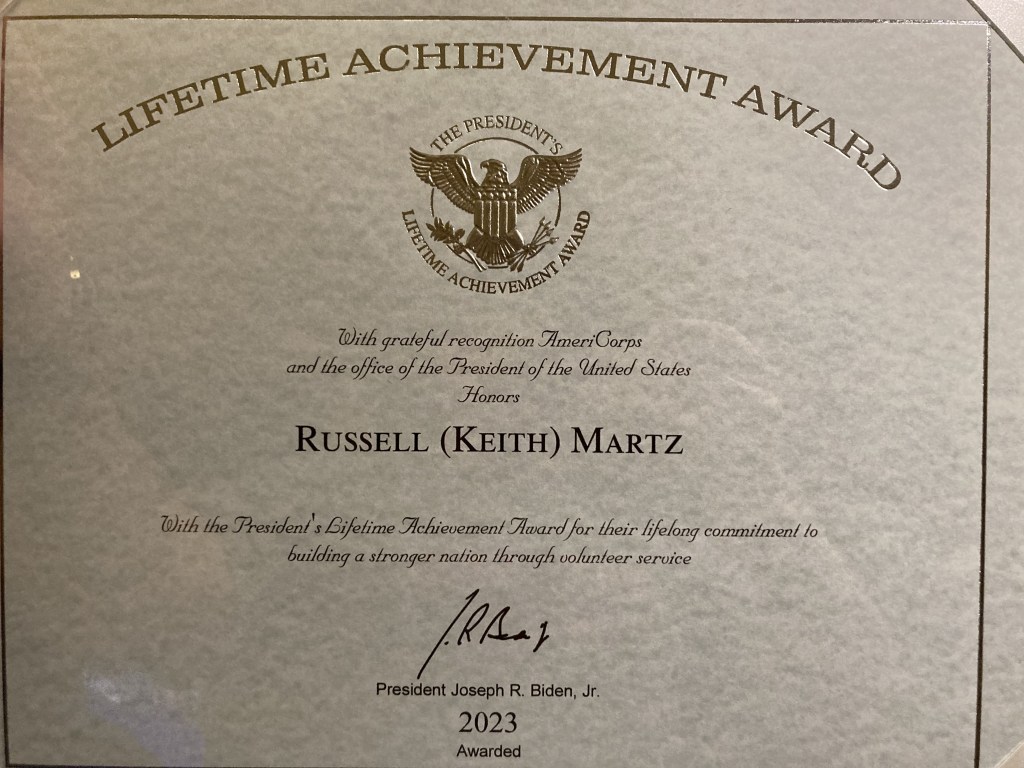 LIFETIME ACHIEVEMENT AWARD
THE PRESIDENT'S
LIFETIME ACHIEVEMENT AWARD
With grateful recognition AmeriCorps
and the office of the President of the United States
Honors
RUSSELL (KEITH) MARTZ
With the President's Lifetime Achievement Award for their lifelong commitment to
building a stronger nation through volunteer service
President Joseph R. Biden, Jr.
2023
Awarded